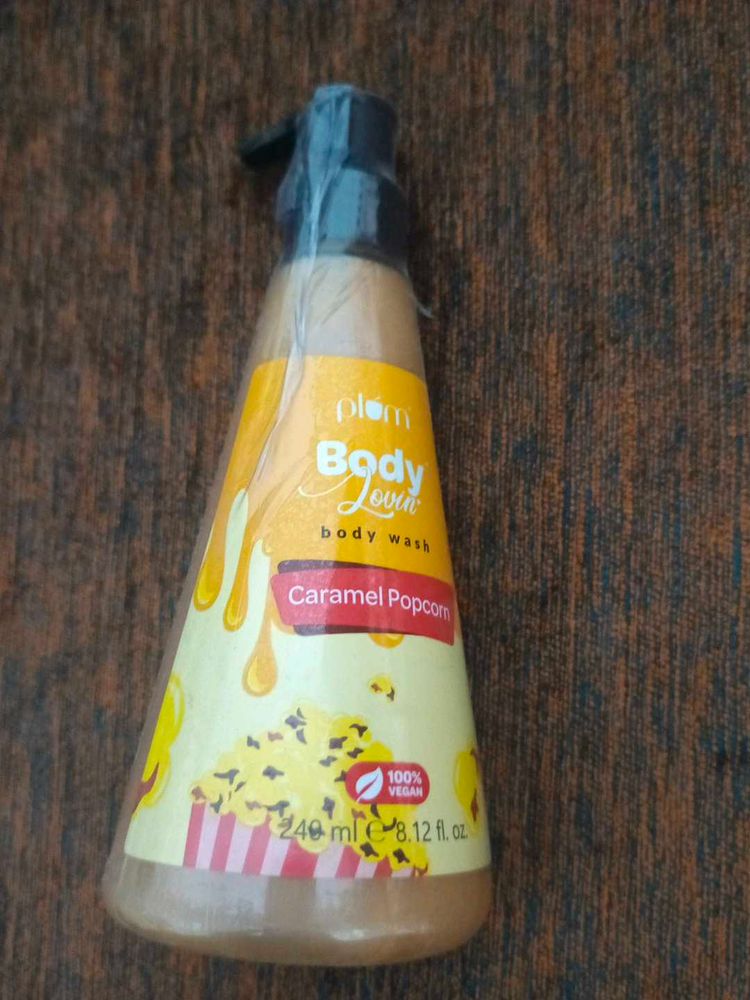 plum
Body
Lovin'
body wash
Caramel Popcorn
100%
VEGAN
240 ml ℮ 8.12 fl. oz.